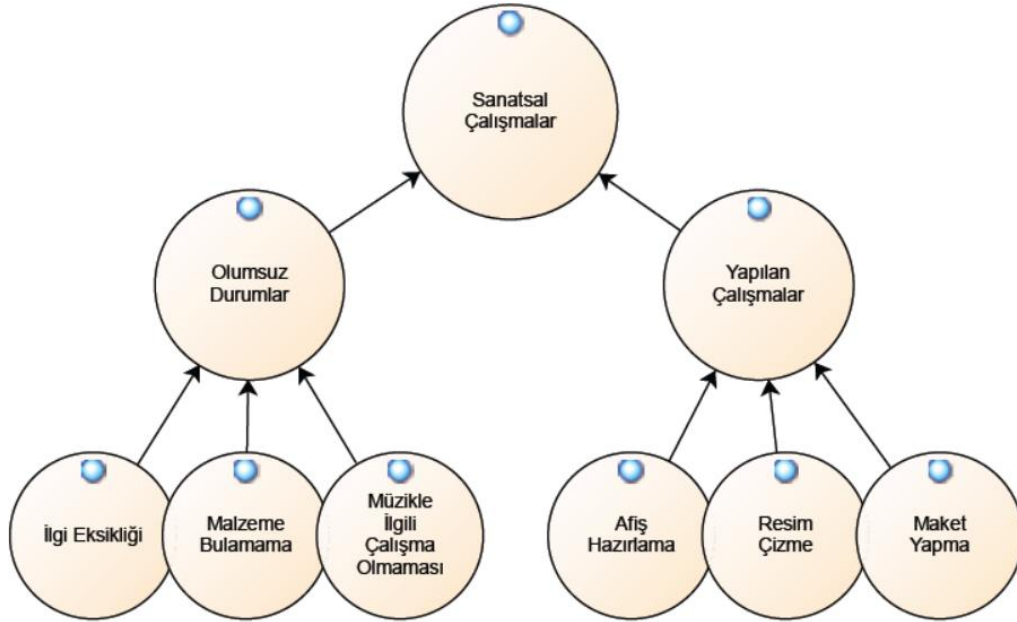 Sanatsal
Çalışmalar
Olumsuz
Durumlar
Yapılan
Çalışmalar
İlgi Eksikliği
Malzeme
Bulamama
Müzikle
İlgili
Çalışma
Olmaması
Afiş
Hazırlama
Resim
Çizme
Maket
Yapma